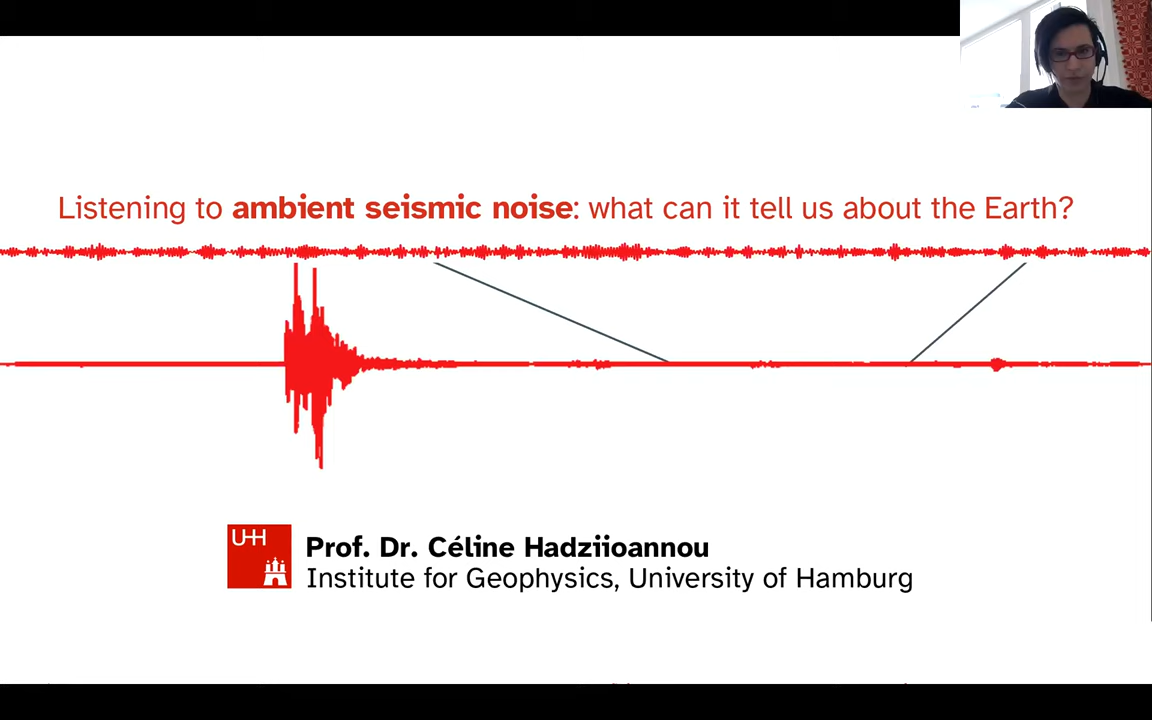 Listening to ambient seismic noise: what can it tell us about the Earth?
UHH
Prof. Dr. Céline Hadziioannou
Institute for Geophysics, University of Hamburg